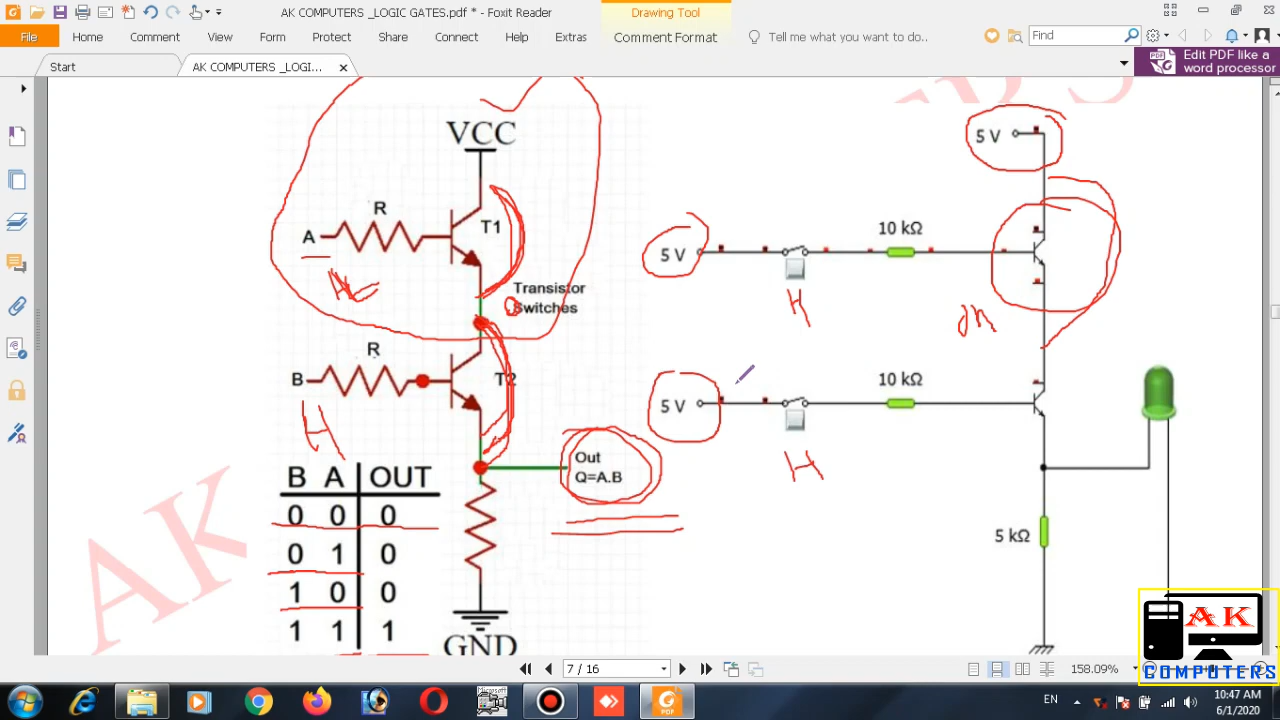 AK COMPUTERS _LOGIC GATES.pdf * - Foxit Reader
Drawing Tool
File Home Comment View Form Protect Share Connect Help Extras Comment Format Tell me what you want to do.. Find
Start AK COMPUTERS _LOGI... Edit PDF like a
word processor
VCC
5 V
R
A
T1
5 V
10 kΩ
Transistor
Switches
H
on
R
B
T2
5 V
10 kΩ
H
Out
Q=A.B
H
B A OUT
0 0 0
0 1 0
1 0 0
1 1 1
GND
5 kΩ
AK
AK
COMPUTERS
7 / 16
158.09%
EN
10:47 AM
6/1/2020